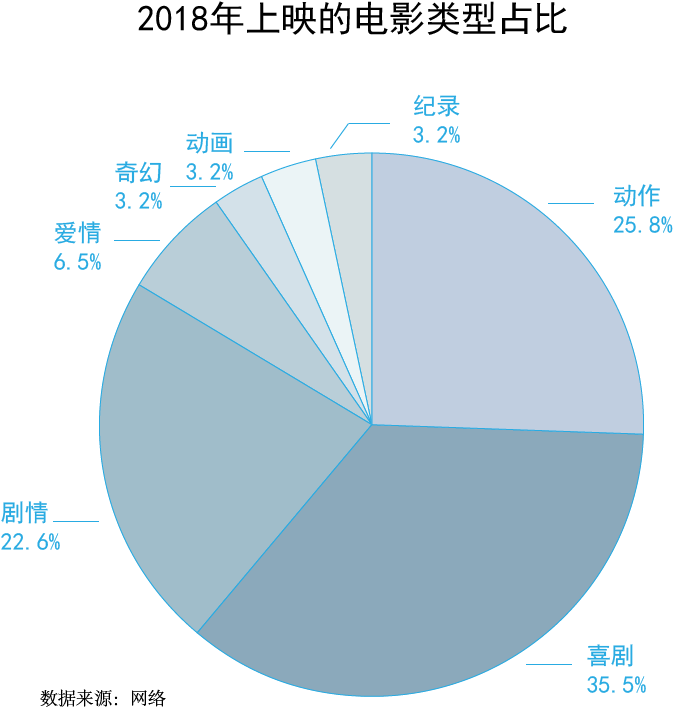 2018年上映的电影类型占比
纪录
3.2%
动画
3.2%
奇幻
3.2%
动作
25.8%
爱情
6.5%
剧情
22.6%
喜剧
35.5%
数据来源：网络